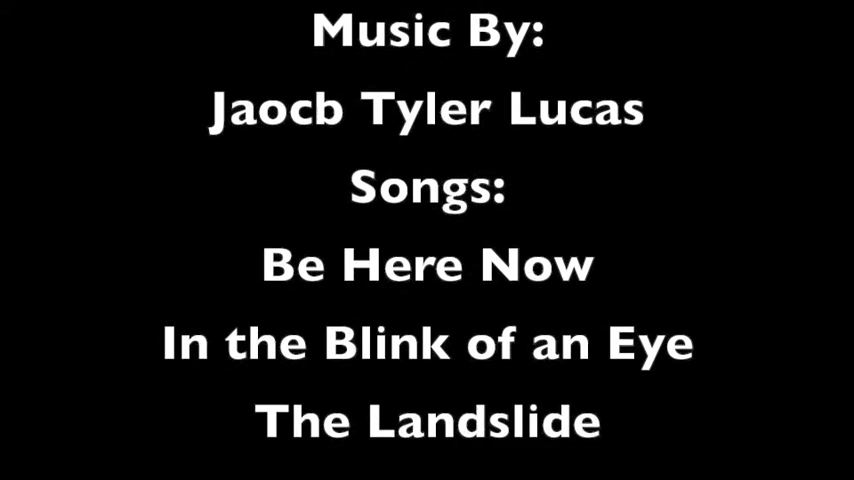 Music By:
Jaocb Tyler Lucas
Songs:
Be Here Now
In the Blink of an Eye
The Landslide